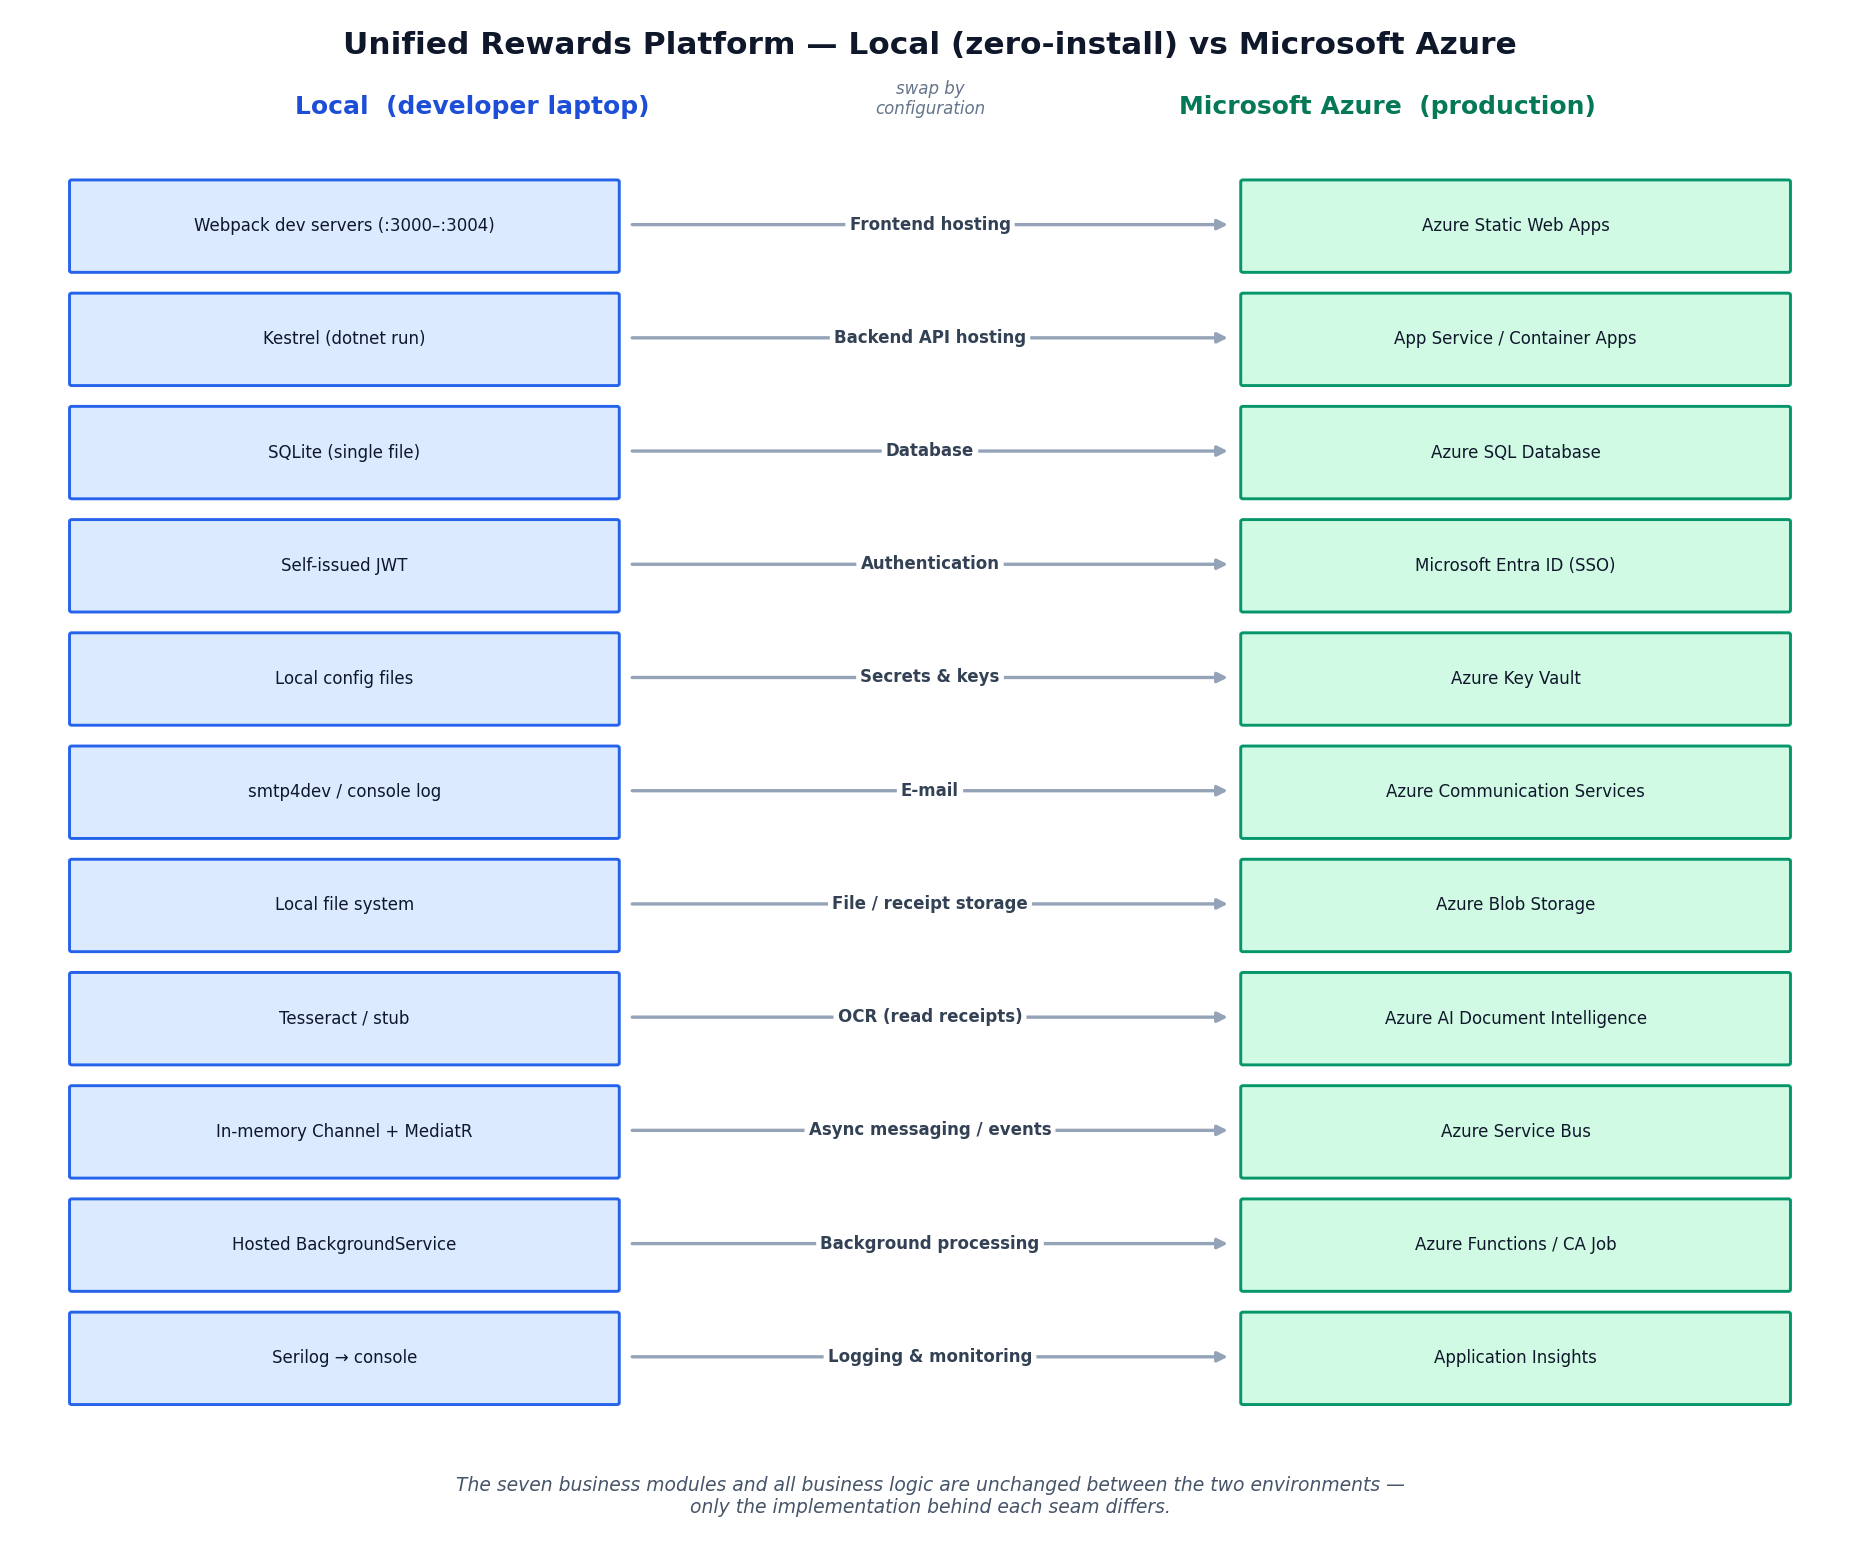 Unified Rewards Platform — Local (zero-install) vs Microsoft Azure
Local (developer laptop)
swap by
configuration
Microsoft Azure (production)
Webpack dev servers (:3000–:3004)
Frontend hosting
Azure Static Web Apps
Kestrel (dotnet run)
Backend API hosting
App Service / Container Apps
SQLite (single file)
Database
Azure SQL Database
Self-issued JWT
Authentication
Microsoft Entra ID (SSO)
Local config files
Secrets & keys
Azure Key Vault
smtp4dev / console log
E-mail
Azure Communication Services
Local file system
File / receipt storage
Azure Blob Storage
Tesseract / stub
OCR (read receipts)
Azure AI Document Intelligence
In-memory Channel + MediatR
Async messaging / events
Azure Service Bus
Hosted BackgroundService
Background processing
Azure Functions / CA Job
Serilog → console
Logging & monitoring
Application Insights
The seven business modules and all business logic are unchanged between the two environments —
only the implementation behind each seam differs.